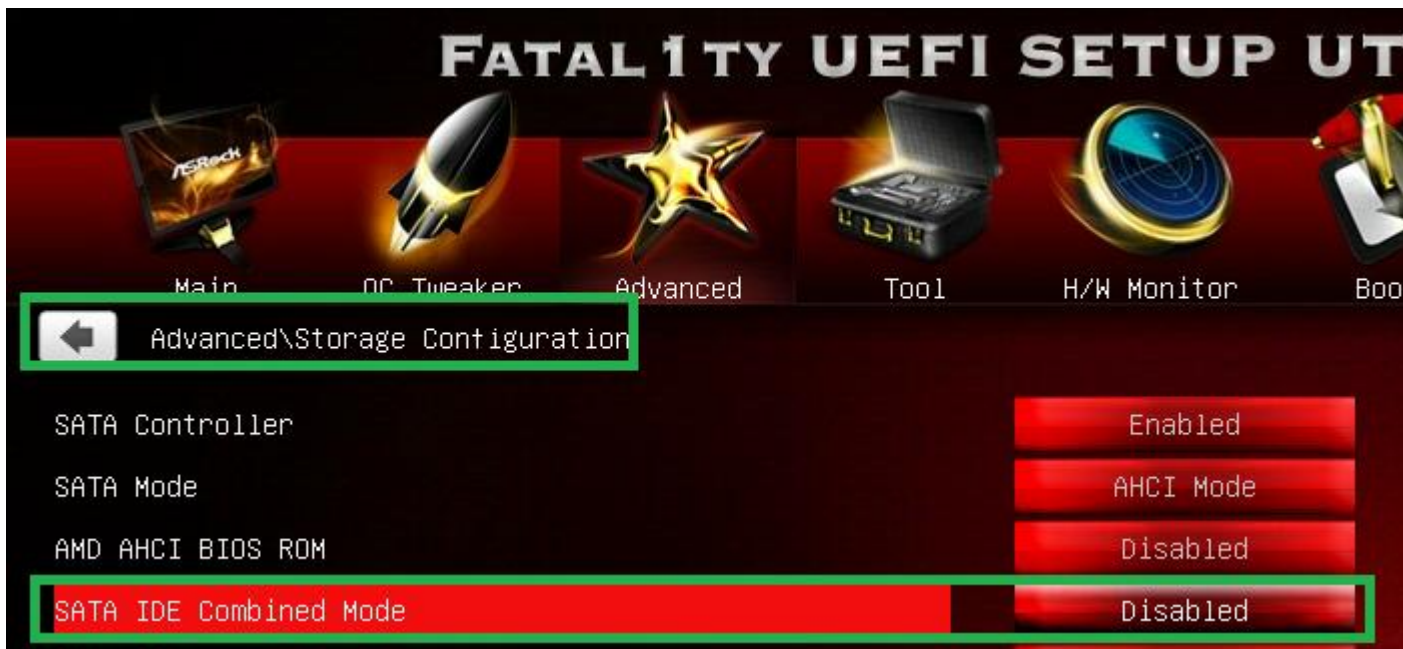 FATAL1TY UEFI SETUP UT
ASRock
Main OC Tweaker Advanced Tool H/W Monitor Boo
Advanced\Storage Configuration
SATA Controller Enabled
SATA Mode AHCI Mode
AMD AHCI BIOS ROM Disabled
SATA IDE Combined Mode Disabled